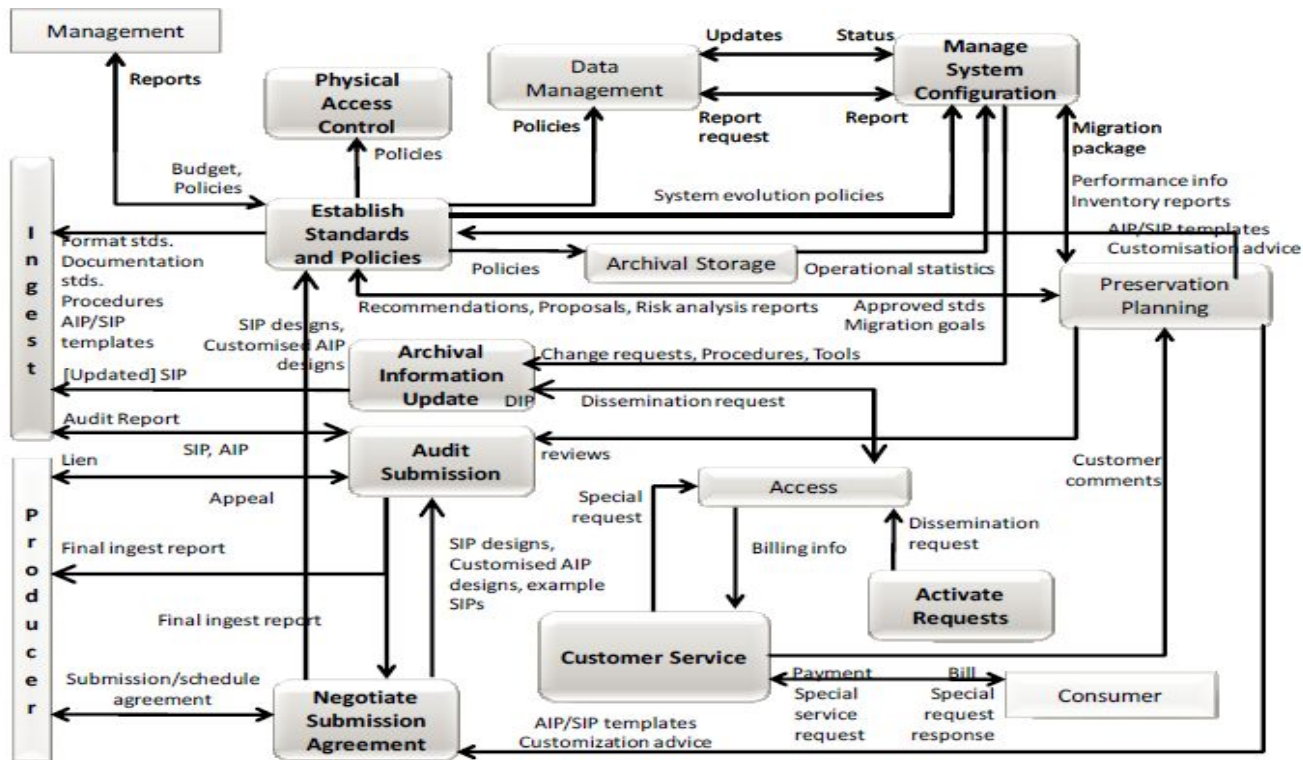 Management
Reports
Physical
Access
Control
Data
Management
Updates
Status
Manage
System
Configuration
Policies
Report
request
Report
Migration
package
Policies
Budget,
Policies
System evolution policies
Performance info
Inventory reports
Ingest
Establish
Standards
and Policies
Format stds.
Documentation
stds.
Procedures
AIP/SIP
templates
Policies
Archival Storage
Operational statistics
AIP/SIP templates
Customisation advice
Preservation
Planning
Recommendations, Proposals, Risk analysis reports
Approved stds
Migration goals
SIP designs,
Customised AIP
designs
Archival
Information
Update
Change requests, Procedures, Tools
[Updated] SIP
DIP
Dissemination request
Audit Report
SIP, AIP
Audit
Submission
reviews
Lien
Appeal
Producer
Special
request
Access
Customer
comments
Final ingest report
SIP designs,
Customised AIP
designs, example
SIPs
Billing info
Dissemination
request
Activate
Requests
Final ingest report
Customer Service
Submission/schedule
agreement
Negotiate
Submission
Agreement
Payment
Special
service
request
Bill
Special
request
response
Consumer
AIP/SIP templates
Customization advice